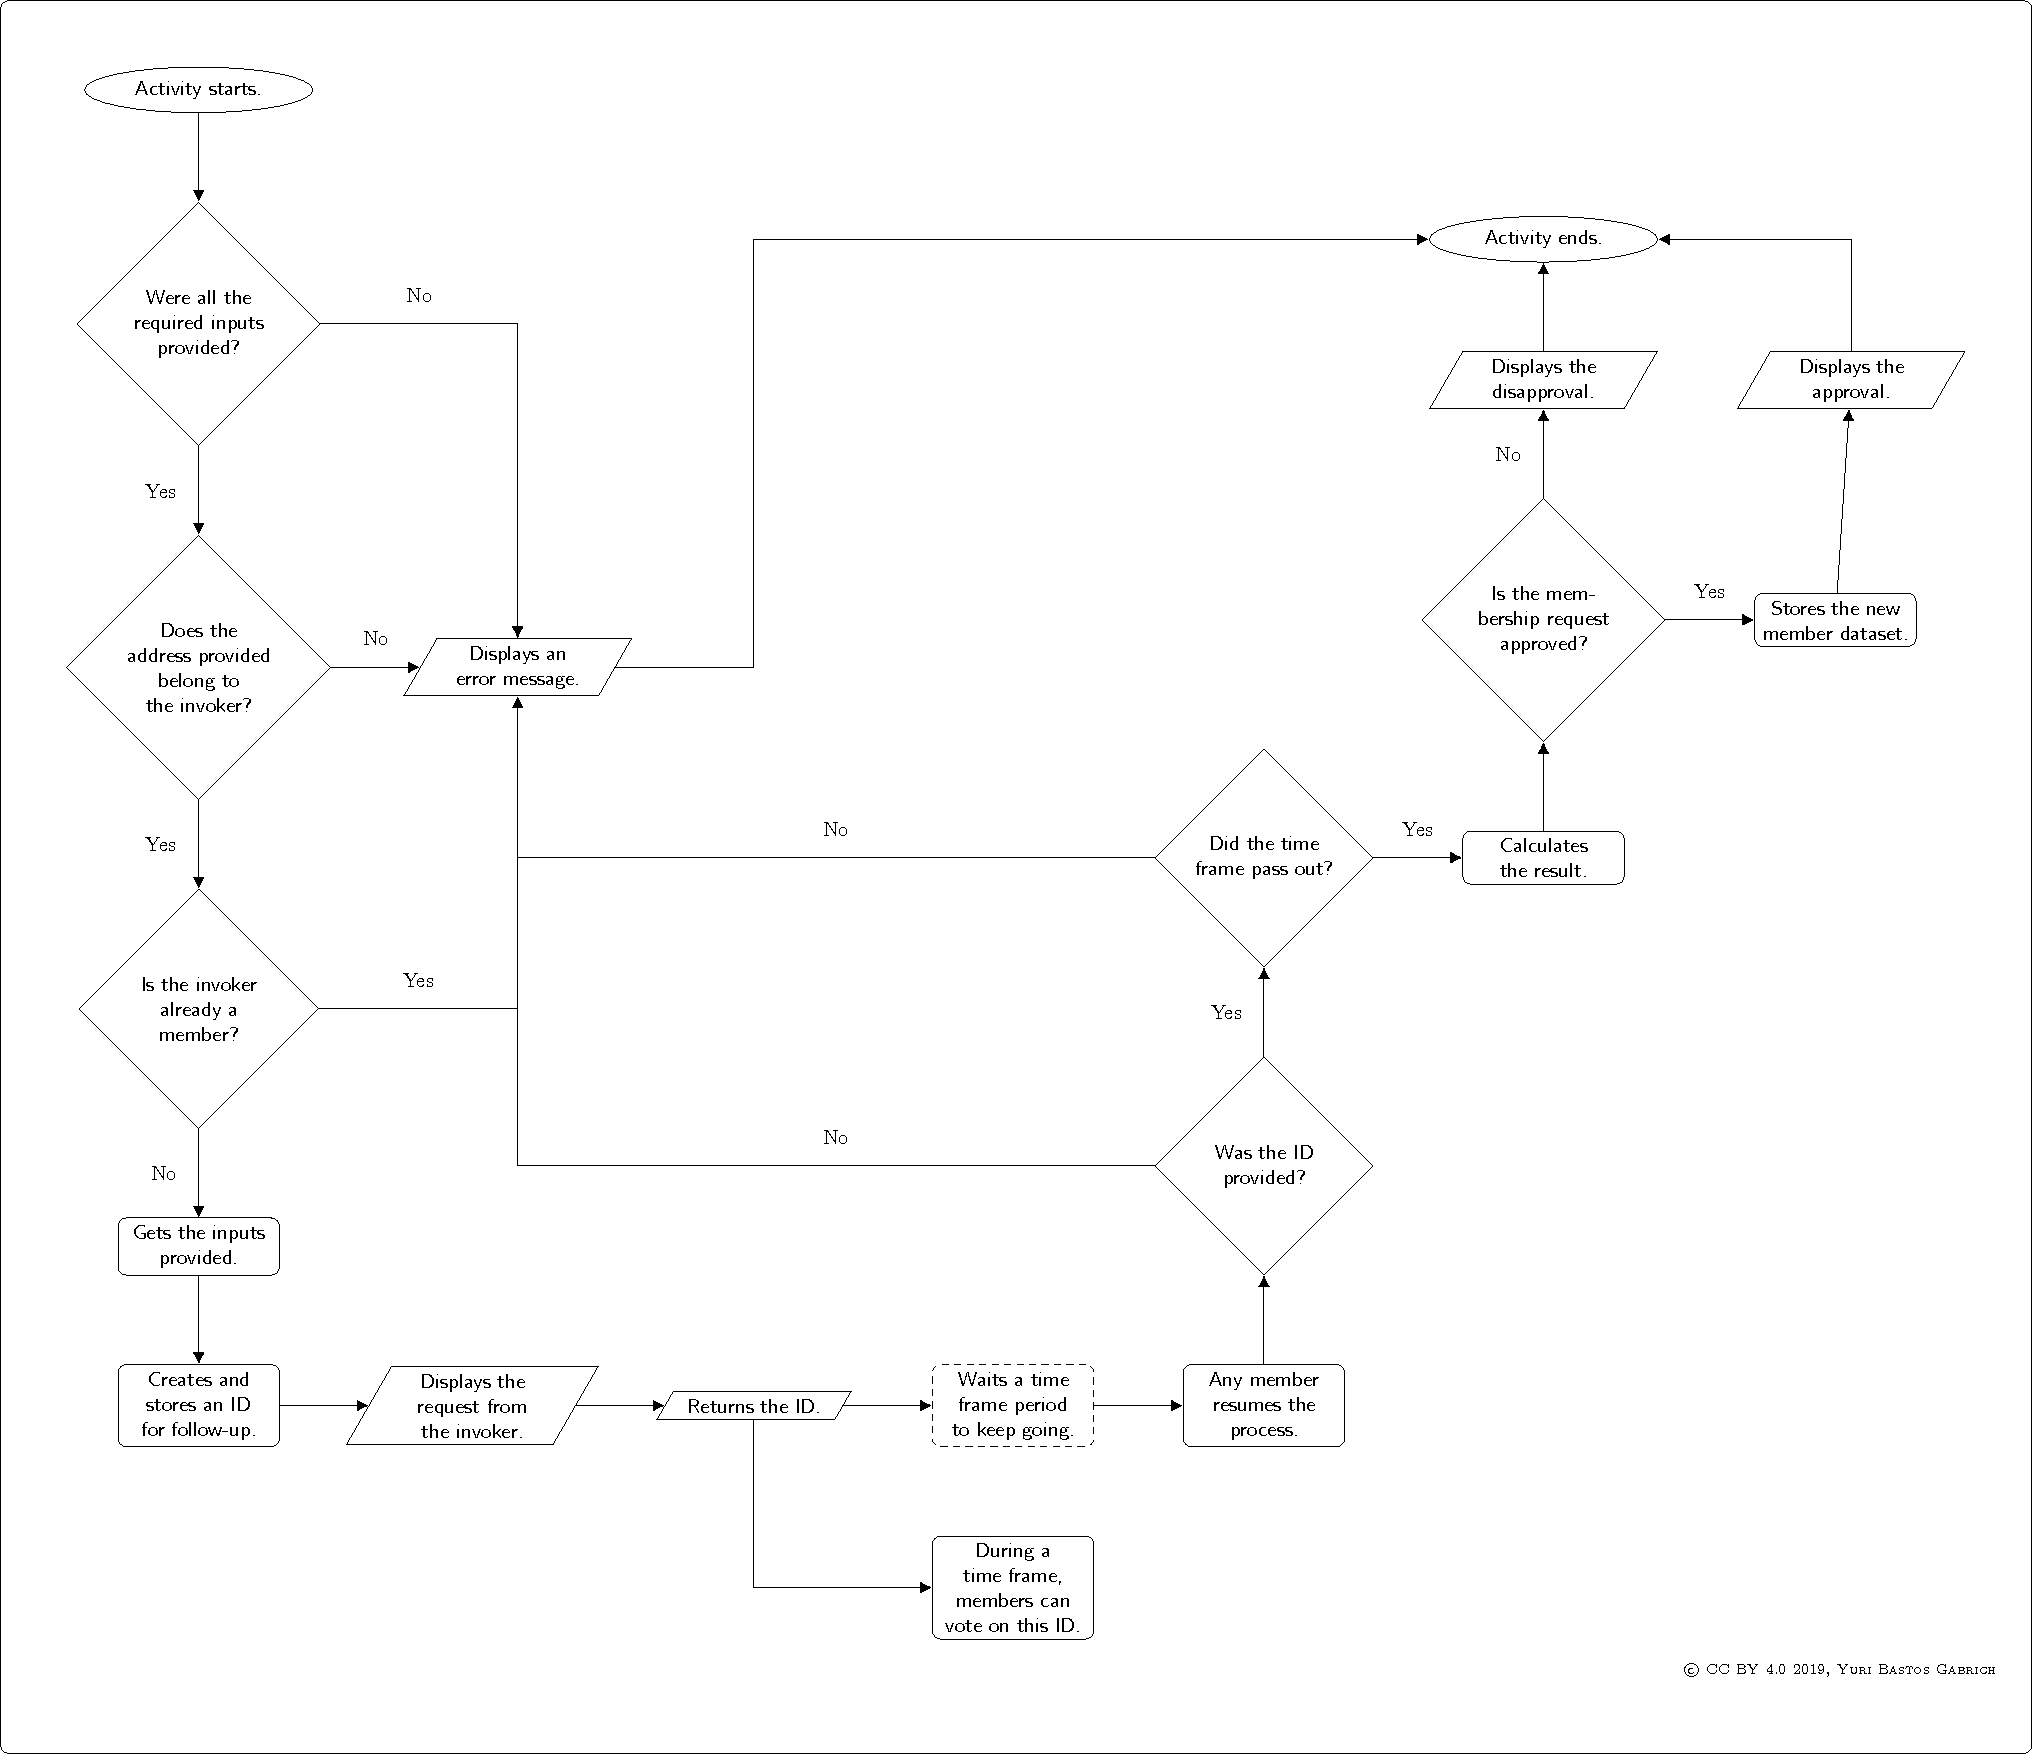 Activity starts.
Were all the
required inputs
provided?
No
Yes
Does the
address provided
belong to
the invoker?
No
Yes
Displays an
error message.
Is the invoker
already a
member?
Yes
No
Gets the inputs
provided.
Creates and
stores an ID
for follow-up.
Displays the
request from
the invoker.
Returns the ID.
Waits a time
frame period
to keep going.
During a
time frame,
members can
vote on this ID.
Any member
resumes the
process.
Was the ID
provided?
No
Yes
Did the time
frame pass out?
No
Yes
Calculates
the result.
Is the mem-
bership request
approved?
No
Yes
Displays the
disapproval.
Stores the new
member dataset.
Displays the
approval.
Activity ends.
© CC BY 4.0 2019, Yuri Bastos Gabrich